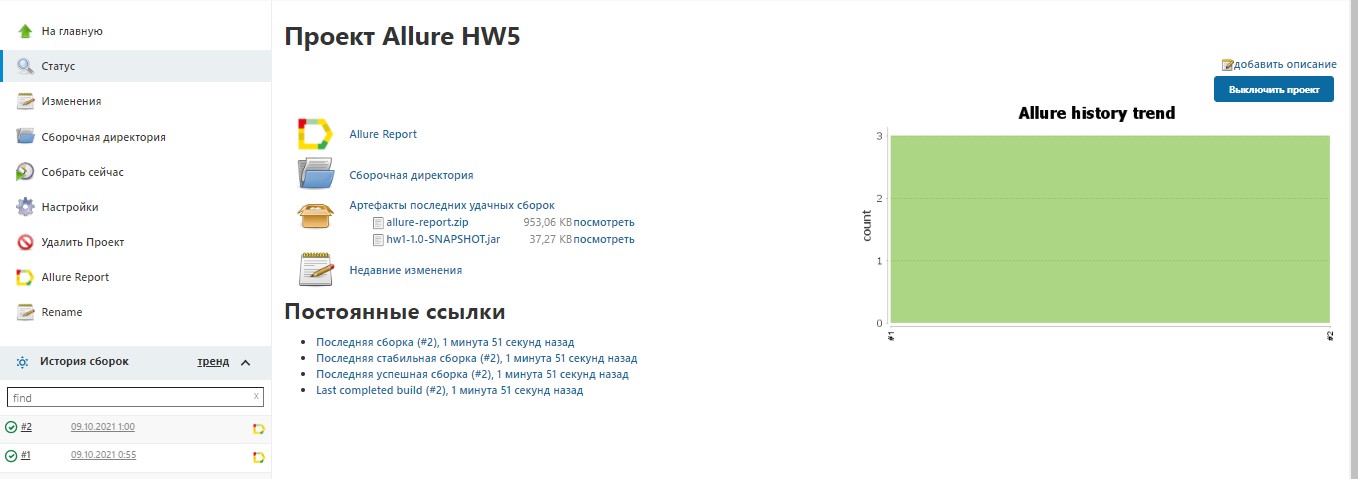 На главную
Статус
Изменения
Сборочная директория
Собрать сейчас
Настройки
Удалить Проект
Allure Report
Rename
История сборок
тренд
find
x
#2 09.10.2021 1:00
#1 09.10.2021 0:55
Проект Allure HW5
добавить описание
Выключить проект
Allure Report
Сборочная директория
Артефакты последних удачных сборок
allure-report.zip 953,06 KB посмотреть
hw1-1.0-SNAPSHOT.jar 37,27 KB посмотреть
Недавние изменения
Постоянные ссылки
Последняя сборка (#2), 1 минута 51 секунд назад
Последняя стабильная сборка (#2), 1 минута 51 секунд назад
Последняя успешная сборка (#2), 1 минута 51 секунд назад
Last completed build (#2), 1 минута 51 секунд назад
Allure history trend
count
3
2
1
0
#1
#2